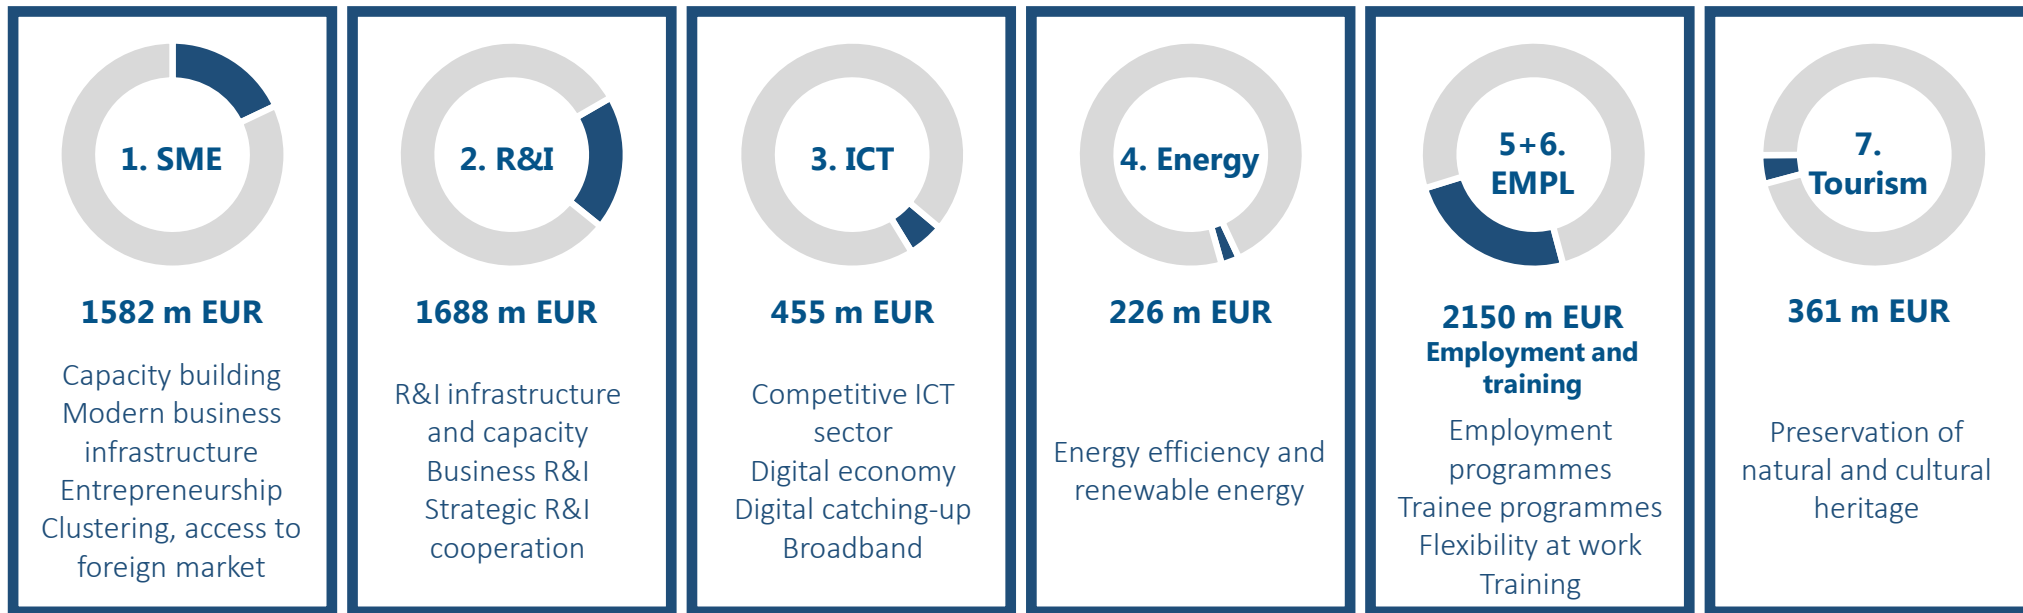 1. SME
1582 m EUR
Capacity building
Modern business
infrastructure
Entrepreneurship
Clustering, access to
foreign market
2. R&I
1688 m EUR
R&I infrastructure
and capacity
Business R&I
Strategic R&I
cooperation
3. ICT
455 m EUR
Competitive ICT
sector
Digital economy
Digital catching-up
Broadband
4. Energy
226 m EUR
Energy efficiency and
renewable energy
5+6.
EMPL
2150 m EUR
Employment and
training
Employment
programmes
Trainee programmes
Flexibility at work
Training
7.
Tourism
361 m EUR
Preservation of
natural and cultural
heritage